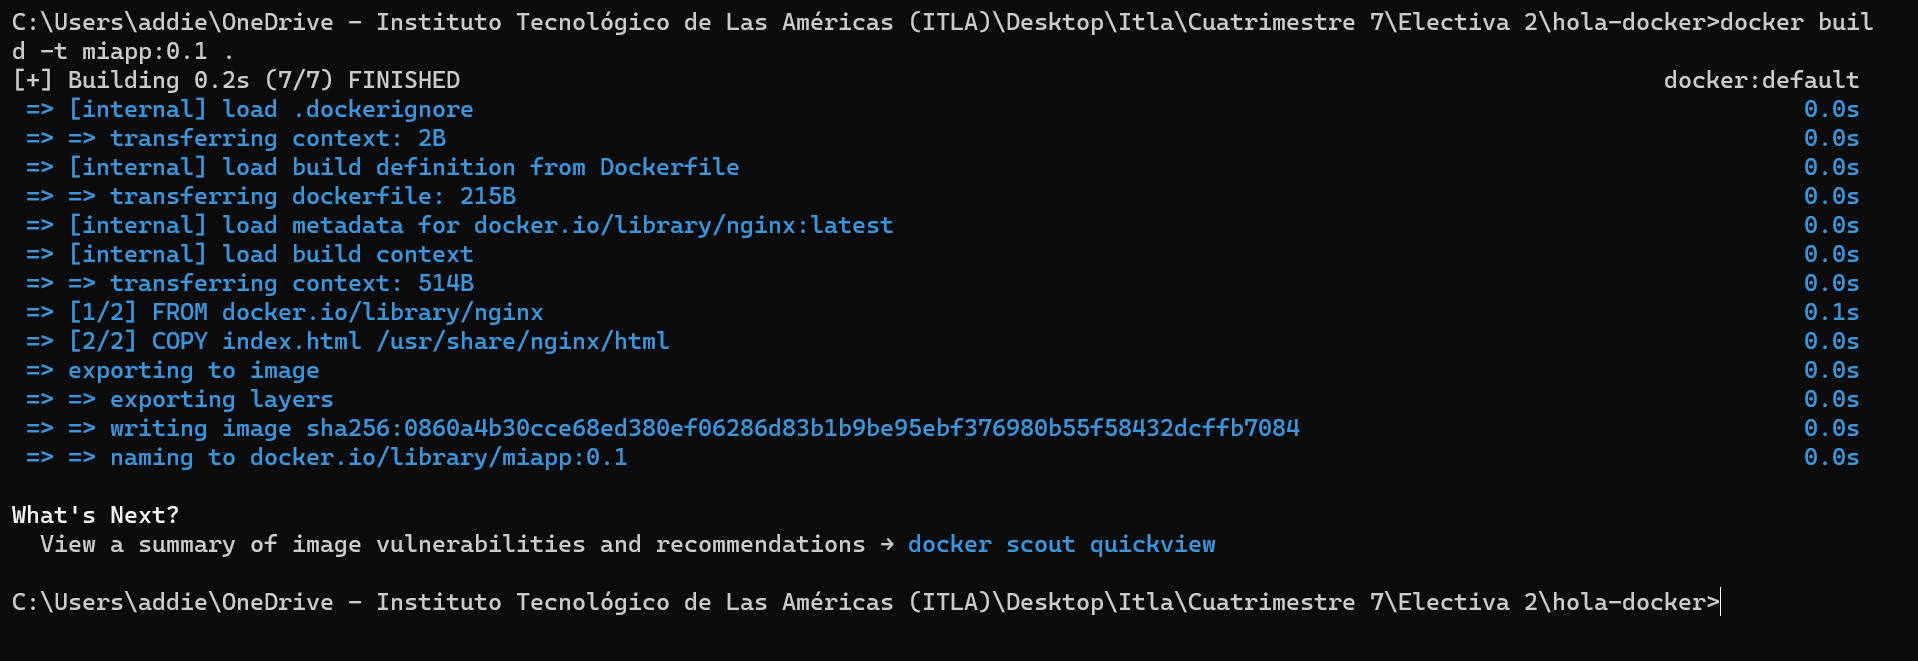 C:\Users\addie\OneDrive - Instituto Tecnológico de Las Américas (ITLA)\Desktop\Itla\Cuatrimestre 7\Electiva 2\hola-docker>docker buil
d -t miapp:0.1 .
[+] Building 0.2s (7/7) FINISHED docker:default
=> [internal] load .dockerignore 0.0s
=> => transferring context: 2B 0.0s
=> [internal] load build definition from Dockerfile 0.0s
=> => transferring dockerfile: 215B 0.0s
=> [internal] load metadata for docker.io/library/nginx:latest 0.0s
=> [internal] load build context 0.0s
=> => transferring context: 514B 0.0s
=> [1/2] FROM docker.io/library/nginx 0.1s
=> [2/2] COPY index.html /usr/share/nginx/html 0.0s
=> exporting to image 0.0s
=> => exporting layers 0.0s
=> => writing image sha256:0860a4b30cce68ed380ef06286d83b1b9be95ebf376980b55f58432dcffb7084 0.0s
=> => naming to docker.io/library/miapp:0.1 0.0s
What's Next?
View a summary of image vulnerabilities and recommendations → docker scout quickview
C:\Users\addie\OneDrive - Instituto Tecnológico de Las Américas (ITLA)\Desktop\Itla\Cuatrimestre 7\Electiva 2\hola-docker>